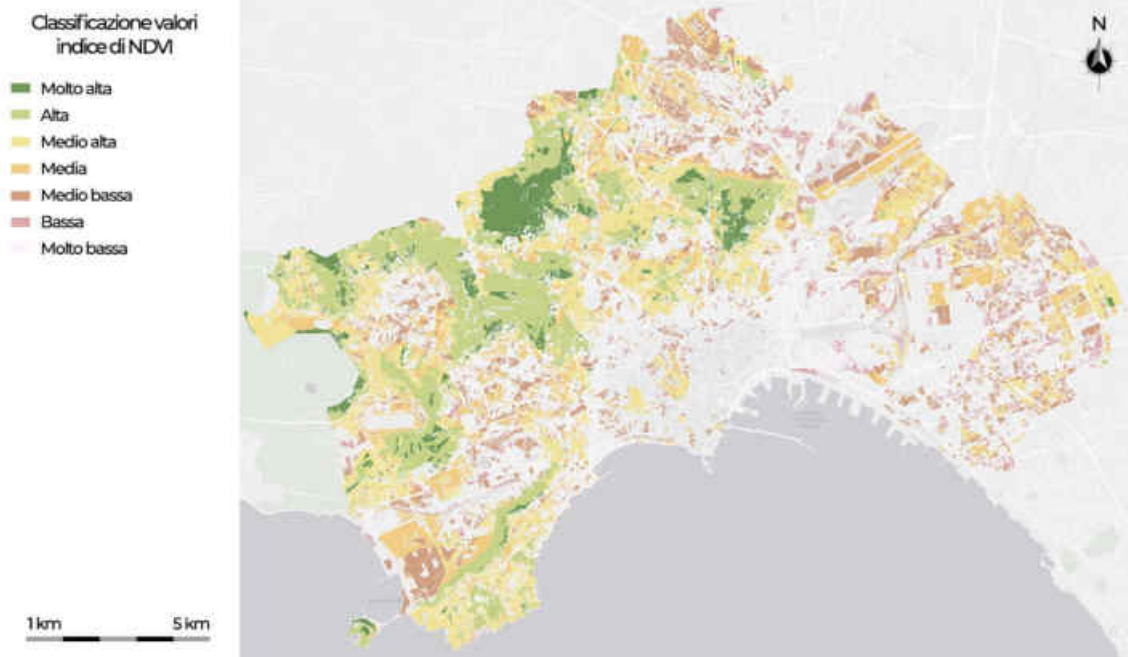 Classificazione valori
indice di NDVI
Molto alta
Alta
Medio alta
Media
Medio bassa
Bassa
Molto bassa
N
1 km 5 km